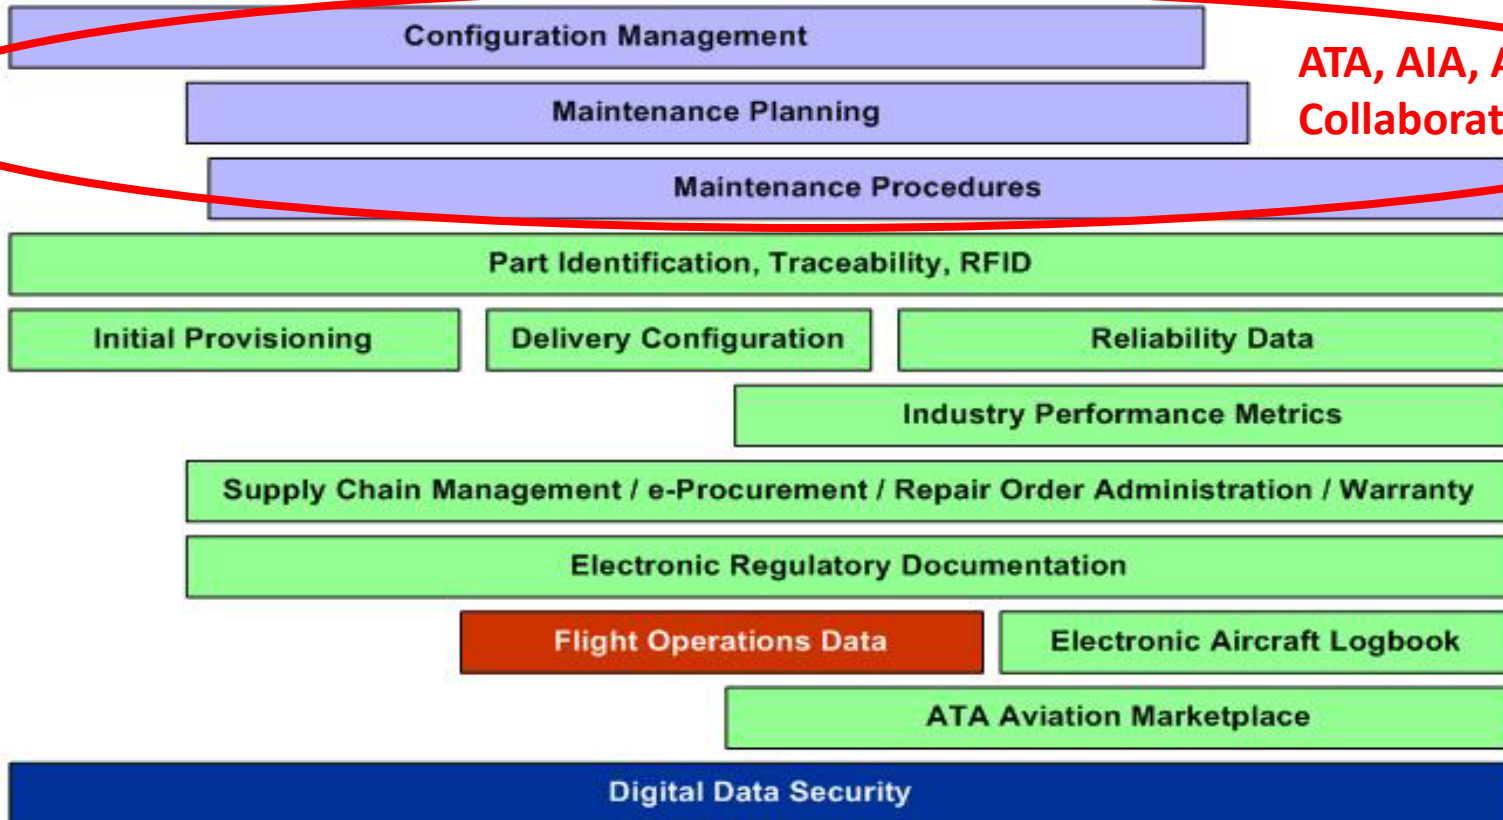 Configuration Management
ATA, AIA,
Maintenance Planning
Maintenance Procedures
Part Identification, Traceability, RFID
Initial Provisioning
Delivery Configuration
Reliability Data
Industry Performance Metrics
Supply Chain Management / e-Procurement / Repair Order Administration / Warranty
Electronic Regulatory Documentation
Flight Operations Data
Electronic Aircraft Logbook
ATA Aviation Marketplace
Digital Data Security